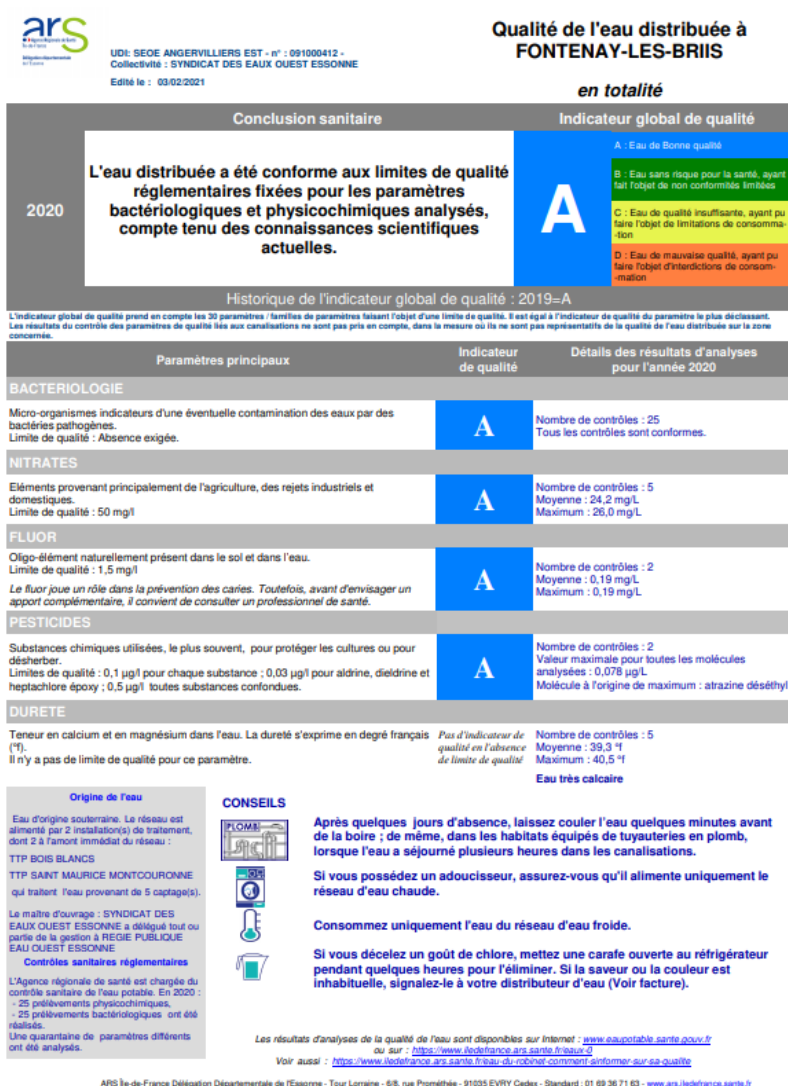 ars
Agence Régionale de Santé
Île-de-France
Délégation départementale
de l'Essonne
UDI: SEOE ANGERVILLIERS EST - n° : 091000412 -
Collectivité : SYNDICAT DES EAUX OUEST ESSONNE
Edité le : 03/02/2021
Qualité de l'eau distribuée à
FONTENAY-LES-BRIIS
en totalité
Conclusion sanitaire
Indicateur global de qualité
2020
L'eau distribuée a été conforme aux limites de qualité
réglementaires fixées pour les paramètres
bactériologiques et physicochimiques analysés,
compte tenu des connaissances scientifiques
actuelles.
A
A : Eau de Bonne qualité
B : Eau sans risque pour la santé, ayant
fait l'objet de non conformités limitées
C : Eau de qualité insuffisante, ayant pu
faire l'objet de limitations de consomma-
-tion
D : Eau de mauvaise qualité, ayant pu
faire l'objet d'interdictions de consom-
-mation
Historique de l'indicateur global de qualité : 2019=A
L'indicateur global de qualité prend en compte les 30 paramètres / familles de paramètres faisant l'objet d'une limite de qualité. Il est égal à l'indicateur de qualité du paramètre le plus déclassant.
Les résultats du contrôle des paramètres de qualité liés aux canalisations ne sont pas pris en compte, dans la mesure où ils ne sont pas représentatifs de la qualité de l'eau distribuée sur la zone
concernée.
Paramètres principaux
Indicateur
de qualité
Détails des résultats d'analyses
pour l'année 2020
BACTERIOLOGIE
Micro-organismes indicateurs d'une éventuelle contamination des eaux par des
bactéries pathogènes.
Limite de qualité : Absence exigée.
A
Nombre de contrôles : 25
Tous les contrôles sont conformes.
NITRATES
Eléments provenant principalement de l'agriculture, des rejets industriels et
domestiques.
Limite de qualité : 50 mg/l
A
Nombre de contrôles : 5
Moyenne : 24,2 mg/L
Maximum : 26,0 mg/L
FLUOR
Oligo-élément naturellement présent dans le sol et dans l'eau.
Limite de qualité : 1,5 mg/l
Le fluor joue un rôle dans la prévention des caries. Toutefois, avant d'envisager un
apport complémentaire, il convient de consulter un professionnel de santé.
A
Nombre de contrôles : 2
Moyenne : 0,19 mg/L
Maximum : 0,19 mg/L
PESTICIDES
Substances chimiques utilisées, le plus souvent, pour protéger les cultures ou pour
désherber.
Limites de qualité : 0,1 µg/l pour chaque substance ; 0,03 µg/l pour aldrine, dieldrine et
heptachlore époxy ; 0,5 µg/l toutes substances confondues.
A
Nombre de contrôles : 2
Valeur maximale pour toutes les molécules
analysées : 0,078 µg/L
Molécule à l'origine de maximum : atrazine déséthyl
DURETE
Teneur en calcium et en magnésium dans l'eau. La dureté s'exprime en degré français
(°f).
Il n'y a pas de limite de qualité pour ce paramètre.
Pas d'indicateur de
qualité en l'absence
de limite de qualité
Nombre de contrôles : 5
Moyenne : 39,3 °f
Maximum : 40,5 °f
Eau très calcaire
Origine de l'eau
Eau d'origine souterraine. Le réseau est
alimenté par 2 installation(s) de traitement,
dont 2 à l'amont immédiat du réseau :
TTP BOIS BLANCS
TTP SAINT MAURICE MONTCOURONNE
qui traitent l'eau provenant de 5 captage(s).
Le maître d'ouvrage : SYNDICAT DES
EAUX OUEST ESSONNE a délégué tout ou
partie de la gestion à REGIE PUBLIQUE
EAU OUEST ESSONNE
Contrôles sanitaires réglementaires
L'Agence régionale de santé est chargée du
contrôle sanitaire de l'eau potable. En 2020 :
- 25 prélèvements physicochimiques,
- 25 prélèvements bactériologiques ont été
réalisés.
Une quarantaine de paramètres différents
ont été analysés.
CONSEILS
PLOMB
Après quelques jours d'absence, laissez couler l'eau quelques minutes avant
de la boire ; de même, dans les habitats équipés de tuyauteries en plomb,
lorsque l'eau a séjourné plusieurs heures dans les canalisations.
Si vous possédez un adoucisseur, assurez-vous qu'il alimente uniquement le
réseau d'eau chaude.
Consommez uniquement l'eau du réseau d'eau froide.
Si vous décelez un goût de chlore, mettez une carafe ouverte au réfrigérateur
pendant quelques heures pour l'éliminer. Si la saveur ou la couleur est
inhabituelle, signalez-le à votre distributeur d'eau (Voir facture).
Les résultats d'analyses de la qualité de l'eau sont disponibles sur Internet : www.eaupotable.sante.gouv.fr
ou sur : https://www.iledefrance.ars.sante.fr/eaux-0
Voir aussi : https://www.iledefrance.ars.sante.fr/eau-du-robinet-comment-sinformer-sur-sa-qualite
ARS Île-de-France Délégation Départementale de l'Essonne - Tour Lorraine - 6/8, rue Prométhée - 91035 EVRY Cedex - Standard : 01 69 36 71 63 - www.ars.iledefrance.sante.fr